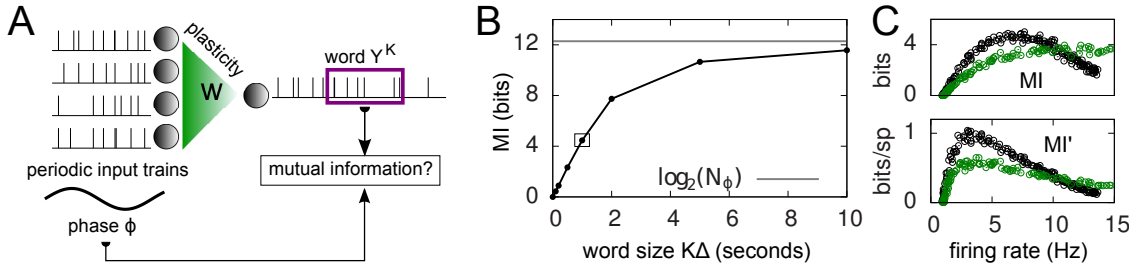 A
plasticity
W
word Y^K
mutual information?
periodic input trains
phase ϕ
B
MI (bits)
12
8
4
0
log₂(N_ϕ)
0 2 4 6 8 10
word size KΔ (seconds)
C
bits
4
0
MI
bits/sp
1
0
MI'
0 5 10 15
firing rate (Hz)